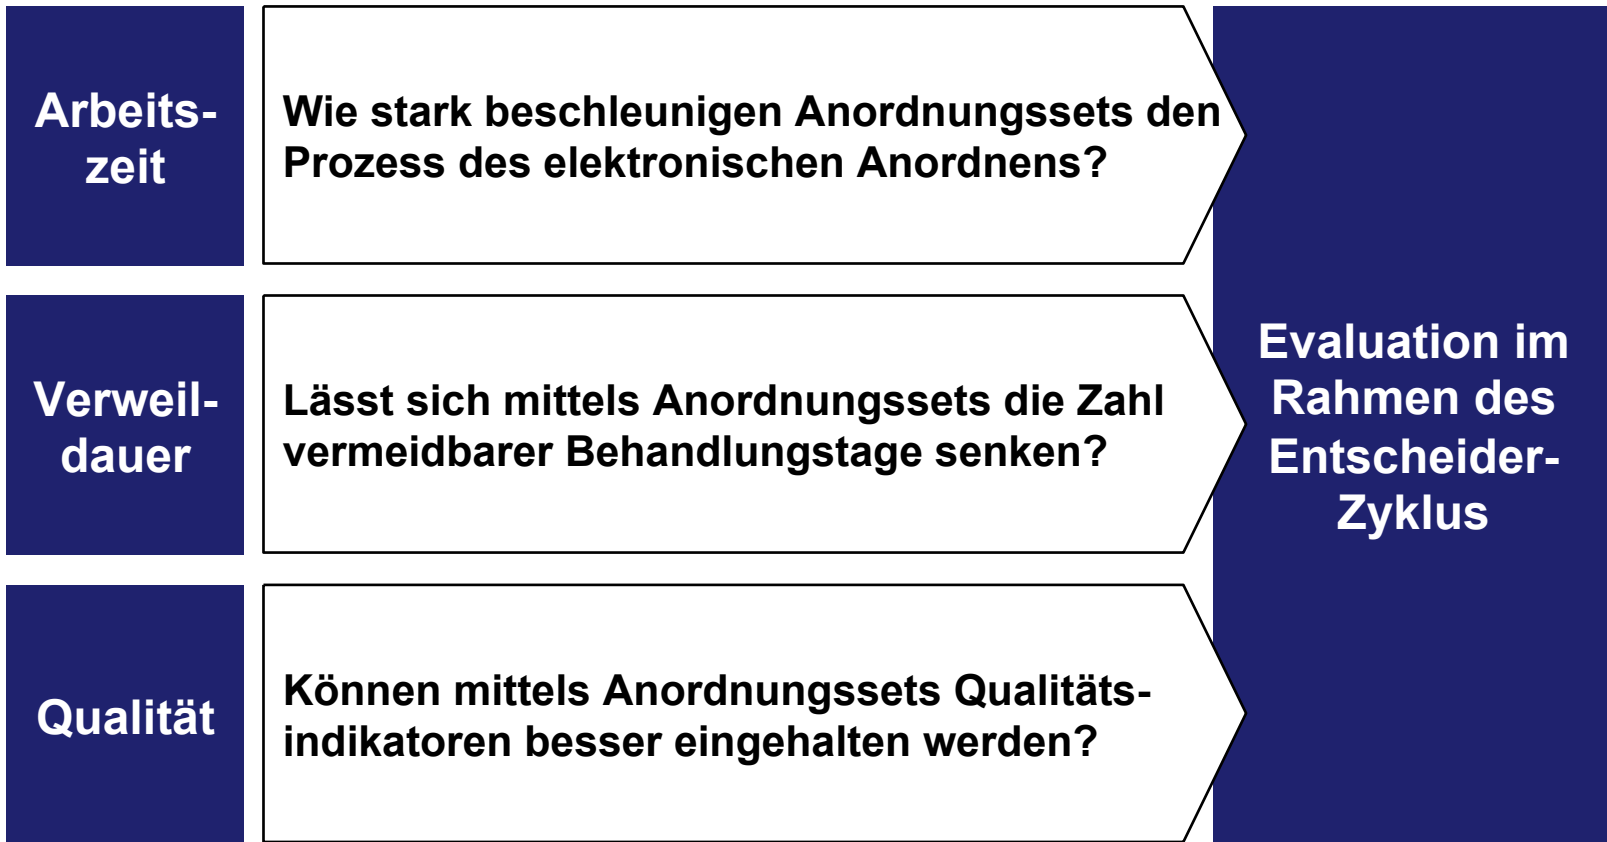 Arbeits-
zeit
Wie stark beschleunigen Anordnungssets den
Prozess des elektronischen Anordnens?
Verweil-
dauer
Lässt sich mittels Anordnungssets die Zahl
vermeidbarer Behandlungstage senken?
Qualität
Können mittels Anordnungssets Qualitäts-
indikatoren besser eingehalten werden?
Evaluation im
Rahmen des
Entscheider-
Zyklus